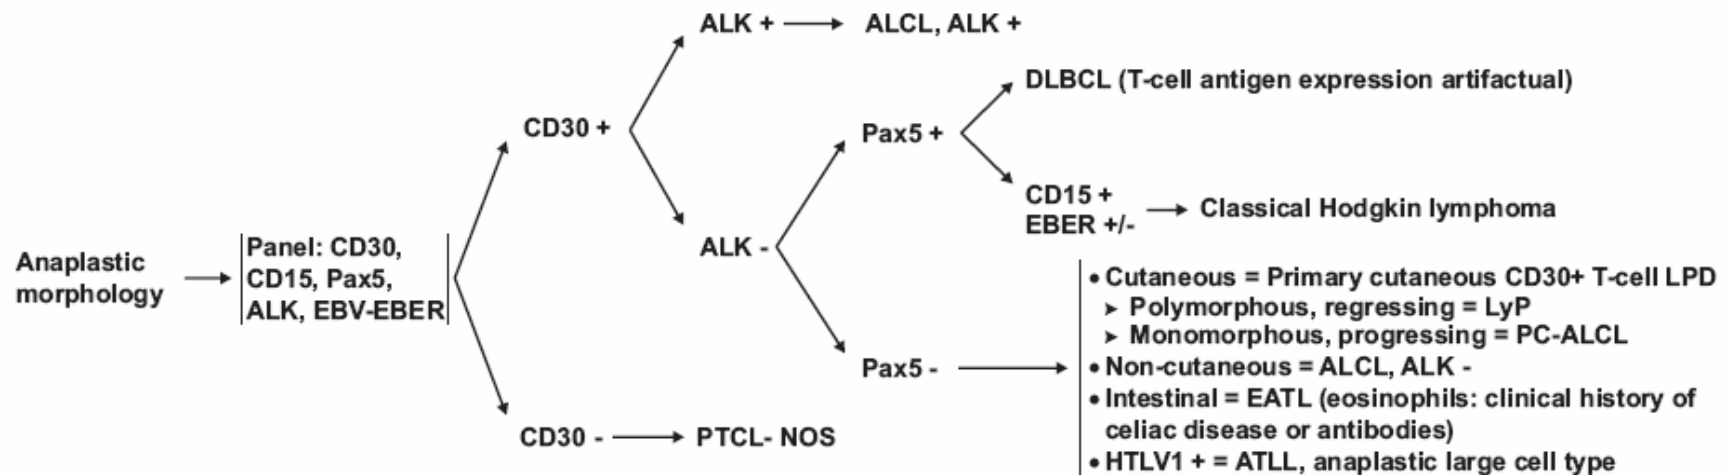 Anaplastic
morphology
Panel: CD30,
CD15, Pax5,
ALK, EBV-EBER
CD30 +
ALK +
ALCL, ALK +
ALK -
Pax5 +
DLBCL (T-cell antigen expression artifactual)
CD15 +
EBER +/-
Classical Hodgkin lymphoma
Pax5 -
• Cutaneous = Primary cutaneous CD30+ T-cell LPD
➤ Polymorphous, regressing = LyP
➤ Monomorphous, progressing = PC-ALCL
• Non-cutaneous = ALCL, ALK -
• Intestinal = EATL (eosinophils: clinical history of
celiac disease or antibodies)
• HTLV1 + = ATLL, anaplastic large cell type
CD30 -
PTCL- NOS